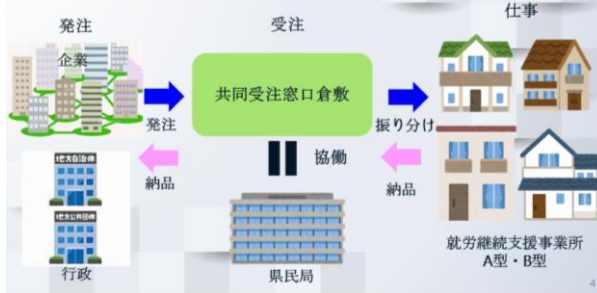 発注
受注
仕事
企業
共同受注窓口倉敷
発注
振り分け
納品
協働
納品
地方自治体
地方公共団体
行政
県民局
就労継続支援事業所
A型・B型
4